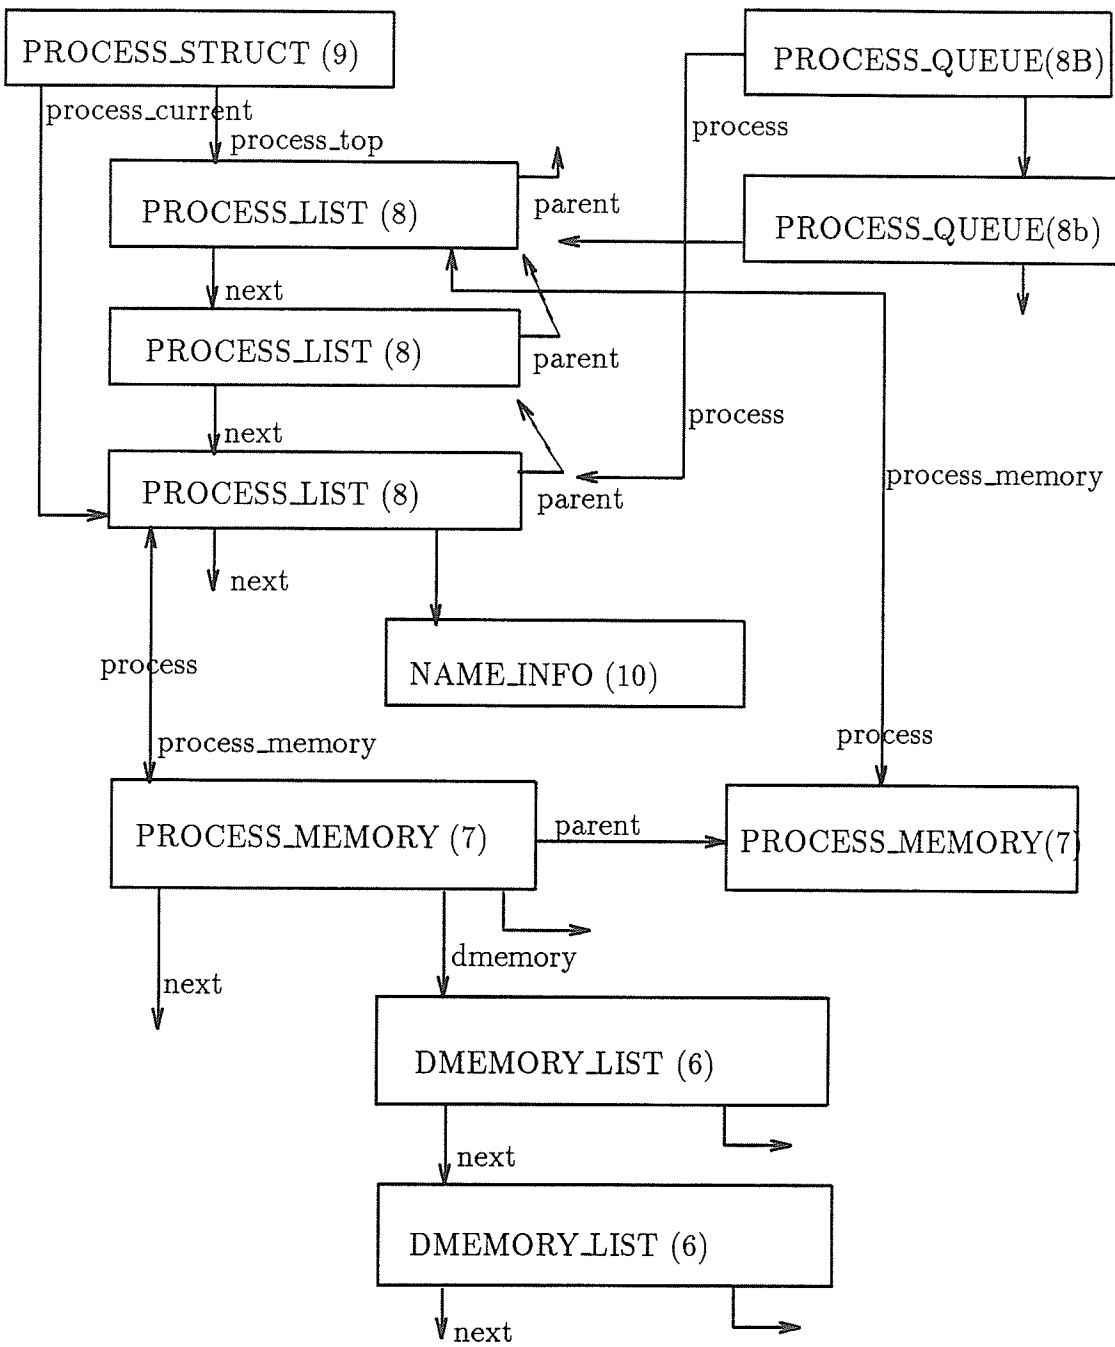 PROCESS_STRUCT (9)
PROCESS_QUEUE(8B)
process_current
process
process_top
PROCESS_LIST (8)
parent
PROCESS_QUEUE(8b)
next
PROCESS_LIST (8)
parent
process
next
PROCESS_LIST (8)
parent
process_memory
next
process
NAME_INFO (10)
process_memory
process
PROCESS_MEMORY (7)
parent
PROCESS_MEMORY(7)
dmemory
next
DMEMORY_LIST (6)
next
DMEMORY_LIST (6)
next